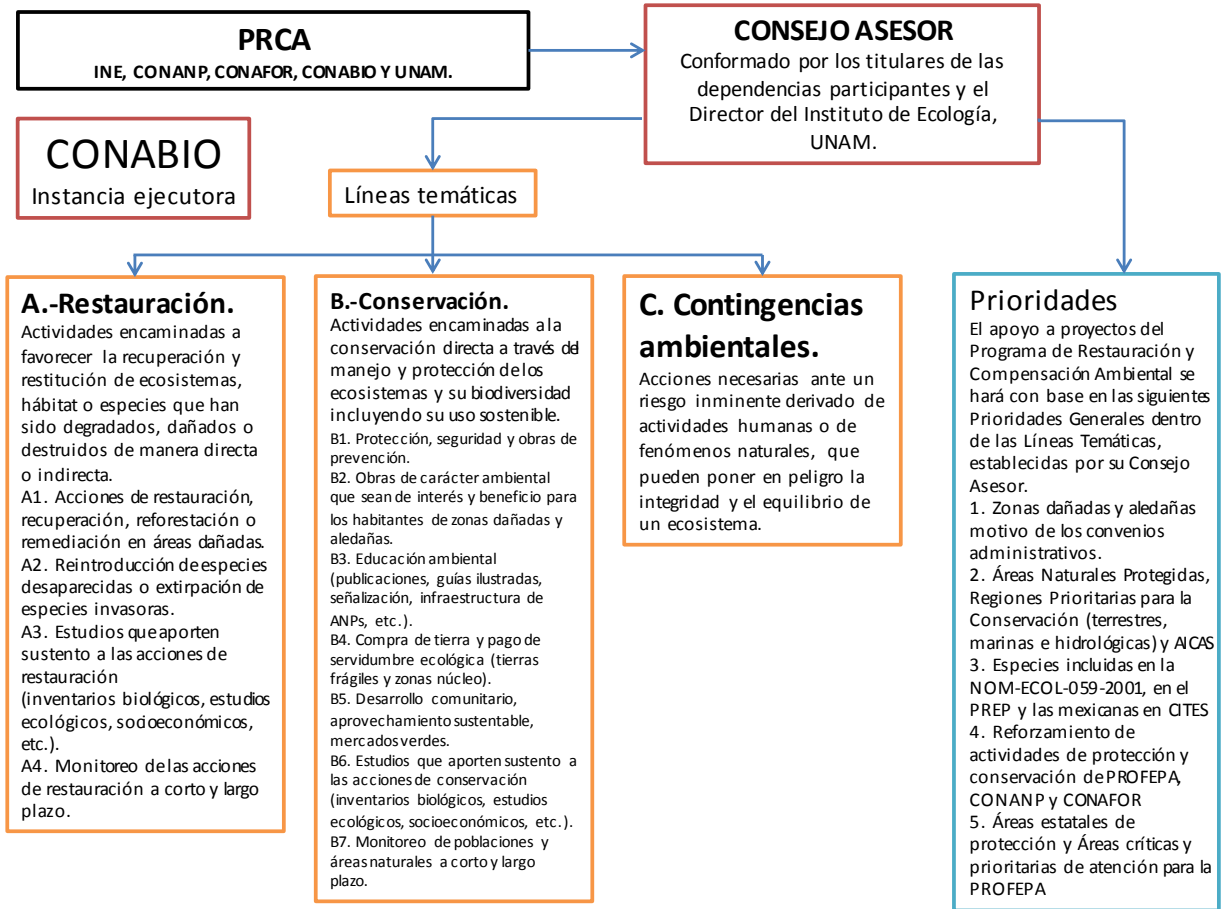 PRCA
INE, CONANP, CONAFOR, CONABIO Y UNAM.
CONSEJO ASESOR
Conformado por los titulares de las
dependencias participantes y el
Director del Instituto de Ecología,
UNAM.
CONABIO
Instancia ejecutora
Líneas temáticas
A.-Restauración.
Actividades encaminadas a
favorecer la recuperación y
restitución de ecosistemas,
hábitat o especies que han
sido degradados, dañados o
destruidos de manera directa
o indirecta.
A1. Acciones de restauración,
recuperación, reforestación o
remediación en áreas dañadas.
A2. Reintroducción de especies
desaparecidas o extirpación de
especies invasoras.
A3. Estudios que aporten
sustento a las acciones de
restauración
(inventarios biológicos, estudios
ecológicos, socioeconómicos,
etc.).
A4. Monitoreo de las acciones
de restauración a corto y largo
plazo.
B.-Conservación.
Actividades encaminadas a la
conservación directa a través del
manejo y protección de los
ecosistemas y su biodiversidad
incluyendo su uso sostenible.
B1. Protección, seguridad y obras de
prevención.
B2. Obras de carácter ambiental
que sean de interés y beneficio para
los habitantes de zonas dañadas y
aledañas.
B3. Educación ambiental
(publicaciones, guías ilustradas,
señalización, infraestructura de
ANPs, etc.).
B4. Compra de tierra y pago de
servidumbre ecológica (tierras
frágiles y zonas núcleo).
B5. Desarrollo comunitario,
aprovechamiento sustentable,
mercados verdes.
B6. Estudios que aporten sustento a
las acciones de conservación
(inventarios biológicos, estudios
ecológicos, socioeconómicos, etc.).
B7. Monitoreo de poblaciones y
áreas naturales a corto y largo
plazo.
C. Contingencias
ambientales.
Acciones necesarias ante un
riesgo inminente derivado de
actividades humanas o de
fenómenos naturales, que
pueden poner en peligro la
integridad y el equilibrio de
un ecosistema.
Prioridades
El apoyo a proyectos del
Programa de Restauración y
Compensación Ambiental se
hará con base en las siguientes
Prioridades Generales dentro
de las Líneas Temáticas,
establecidas por su Consejo
Asesor.
1. Zonas dañadas y aledañas
motivo de los convenios
administrativos.
2. Áreas Naturales Protegidas,
Regiones Prioritarias para la
Conservación (terrestres,
marinas e hidrológicas) y AICAS
3. Especies incluidas en la
NOM-ECOL-059-2001, en el
PREP y las mexicanas en CITES
4. Reforzamiento de
actividades de protección y
conservación de PROFEPA,
CONANP y CONAFOR
5. Áreas estatales de
protección y Áreas críticas y
prioritarias de atención para la
PROFEPA